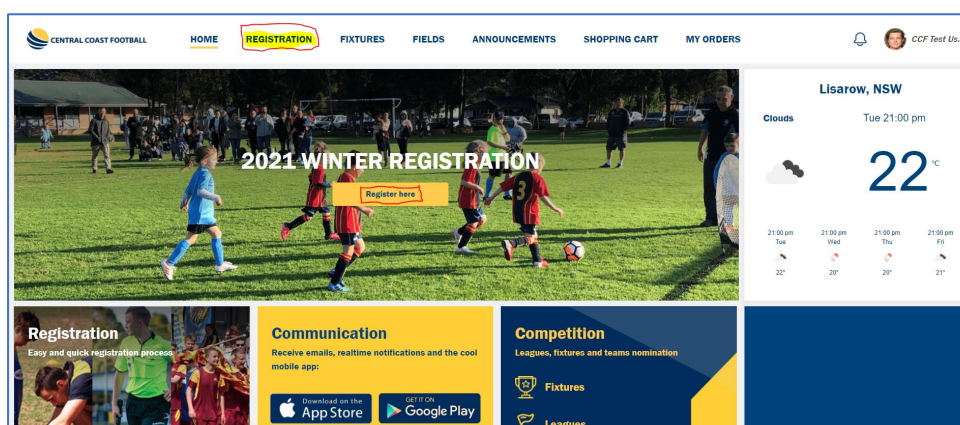 CENTRAL COAST FOOTBALL
HOME
REGISTRATION
FIXTURES
FIELDS
ANNOUNCEMENTS
SHOPPING CART
MY ORDERS
CCF Test Us.
2021 WINTER REGISTRATION
Register here
3
Lisarow, NSW
Clouds
Tue 21:00 pm
22 °C
21:00 pm 21:00 pm 21:00 pm 21:00 pm
Tue Wed Thu Fri
22° 20° 20° 21°
Registration
Easy and quick registration process
Communication
Receive emails, realtime notifications and the cool
mobile app:
Download on the
App Store
GET IT ON
Google Play
Competition
Leagues, fixtures and teams nomination
Fixtures
Leagues